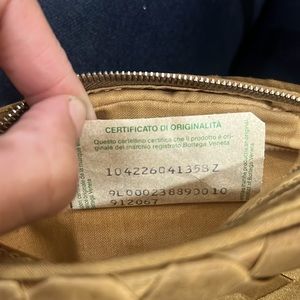 CERTIFICATO DI ORIGINALITÀ
Questo cartellino certifica che il prodotto è ori-
ginale del marchio registrato Bottega Veneta
104226041358Z
9L000238890010
912067